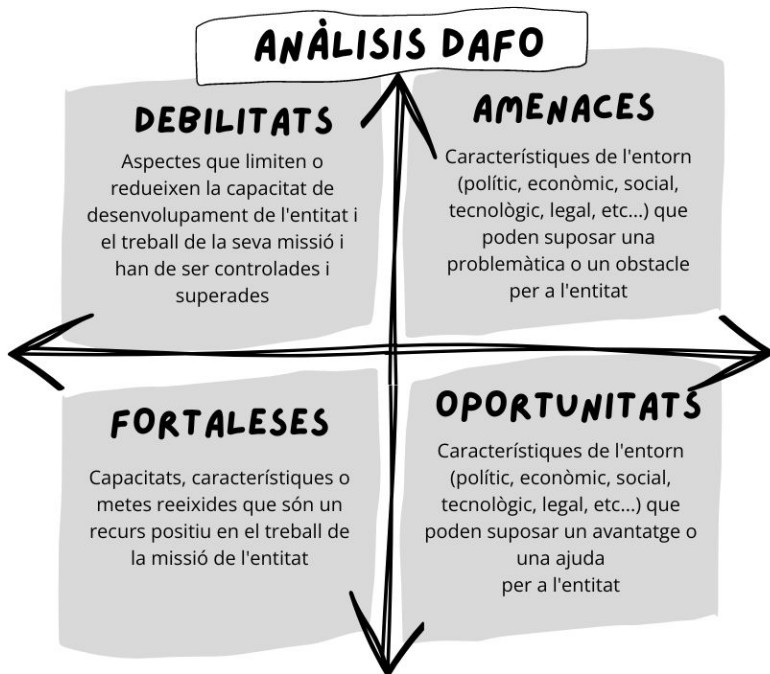 ANÀLISIS DAFO
DEBILITATS
Aspectes que limiten o
redueixen la capacitat de
desenvolupament de l'entitat i
el treball de la seva missió i
han de ser controlades i
superades
AMENACES
Característiques de l'entorn
(polític, econòmic, social,
tecnològic, legal, etc...) que
poden suposar una
problemàtica o un obstacle
per a l'entitat
FORTALESES
Capacitats, característiques o
metes reeixides que són un
recurs positiu en el treball de
la missió de l'entitat
OPORTUNITATS
Característiques de l'entorn
(polític, econòmic, social,
tecnològic, legal, etc...) que
poden suposar un avantatge o
una ajuda
per a l'entitat